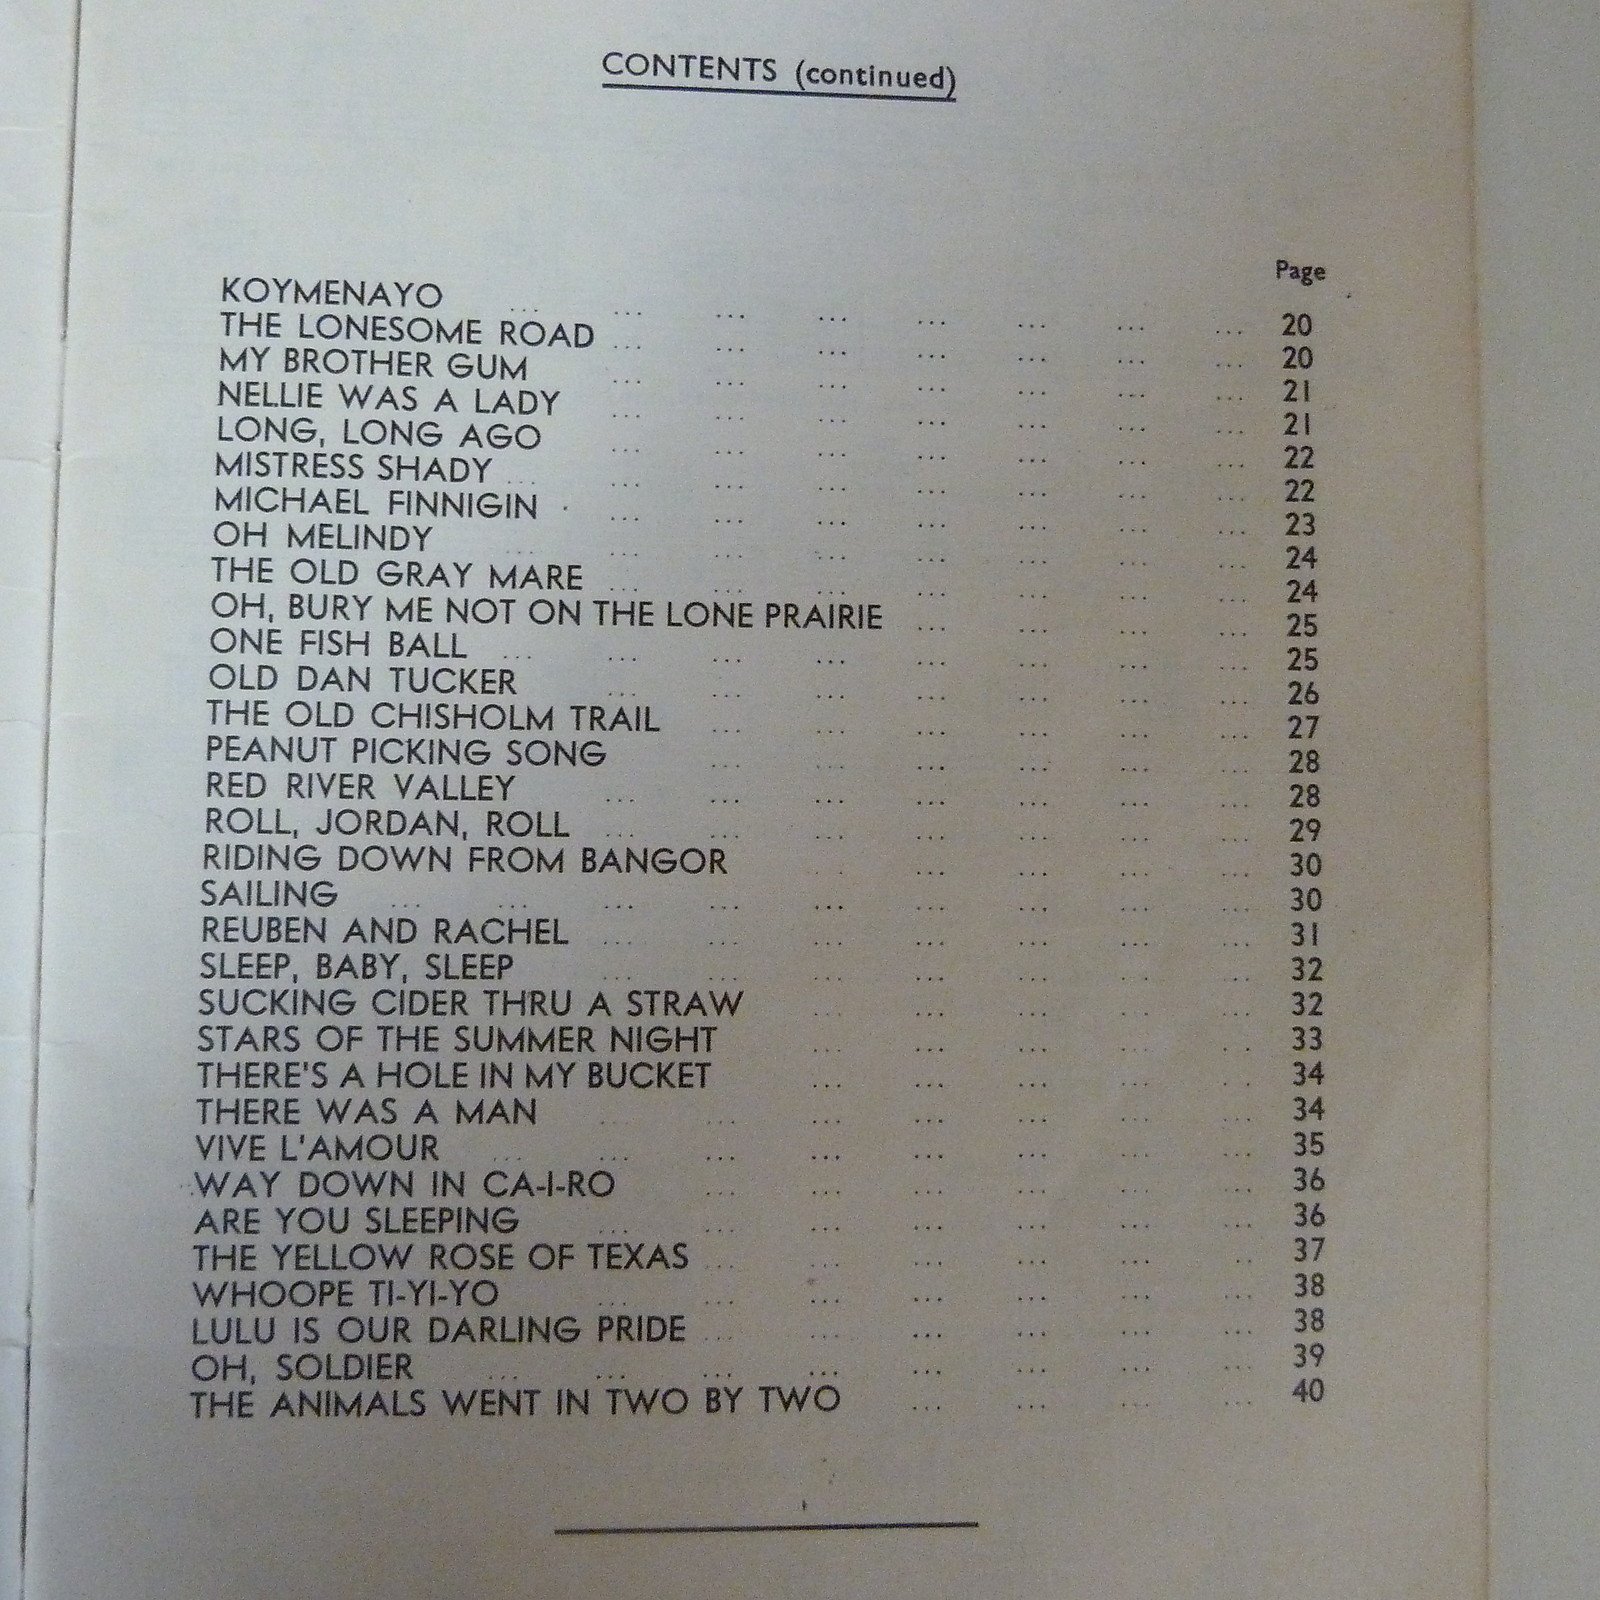 CONTENTS (continued)
Page
KOYMENAYO ... ... ... ... ... ... ... ... 20
THE LONESOME ROAD ... ... ... ... ... ... ... 20
MY BROTHER GUM ... ... ... ... ... ... ... 21
NELLIE WAS A LADY ... ... ... ... ... ... ... 21
LONG, LONG AGO ... ... ... ... ... ... ... 22
MISTRESS SHADY ... ... ... ... ... ... ... ... 22
MICHAEL FINNIGIN . ... ... ... ... ... ... ... 23
OH MELINDY ... ... ... ... ... ... ... ... 24
THE OLD GRAY MARE ... ... ... ... ... ... ... 24
OH, BURY ME NOT ON THE LONE PRAIRIE ... ... ... ... 25
ONE FISH BALL ... ... ... ... ... ... ... ... 25
OLD DAN TUCKER ... ... ... ... ... ... ... 26
THE OLD CHISHOLM TRAIL ... ... ... ... ... ... 27
PEANUT PICKING SONG ... ... ... ... ... ... 28
RED RIVER VALLEY ... ... ... ... ... ... ... 28
ROLL, JORDAN, ROLL ... ... ... ... ... ... ... 29
RIDING DOWN FROM BANGOR ... ... ... ... ... 30
SAILING ... ... ... ... ... ... ... ... ... 30
REUBEN AND RACHEL ... ... ... ... ... ... ... 31
SLEEP, BABY, SLEEP ... ... ... ... ... ... ... 32
SUCKING CIDER THRU A STRAW ... ... ... ... ... 32
STARS OF THE SUMMER NIGHT ... ... ... ... ... 33
THERE'S A HOLE IN MY BUCKET ... ... ... ... ... 34
THERE WAS A MAN ... ... ... ... ... ... ... 34
VIVE L'AMOUR ... ... ... ... ... ... ... ... 35
WAY DOWN IN CA-I-RO ... ... ... ... ... ... 36
ARE YOU SLEEPING ... ... ... ... ... ... ... 36
THE YELLOW ROSE OF TEXAS ... ... ... ... ... .. 37
WHOOPE TI-YI-YO ... ... ... ... ... ... ... 38
LULU IS OUR DARLING PRIDE ... ... ... ... ... ... 38
OH, SOLDIER ... ... ... ... ... ... ... ... 39
THE ANIMALS WENT IN TWO BY TWO ... ... ... ... 40